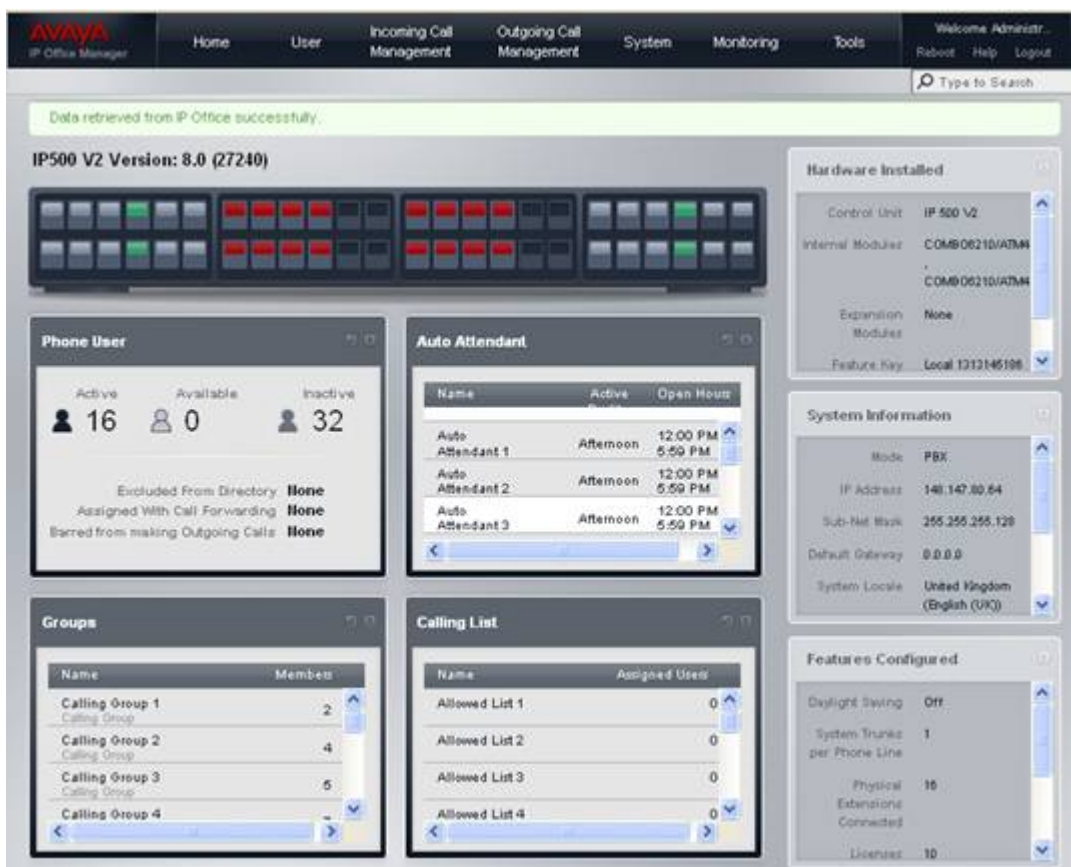 AVAYA
IP Office Manager
Home
User
Incoming Call
Management
Outgoing Call
Management
System
Monitoring
Tools
Welcome Administr...
Reboot Help Logout
Type to Search
Data retrieved from IP Office successfully.
IP500 V2 Version: 8.0 (27240)
Phone User
Active Available Inactive
16 0 32
Excluded From Directory None
Assigned With Call Forwarding None
Barred from making Outgoing Calls None
Auto Attendant
Name Active Open Hours
Auto
Attendant 1 Afternoon 12:00 PM
5:59 PM
Auto
Attendant 2 Afternoon 12:00 PM
5:59 PM
Auto
Attendant 3 Afternoon 12:00 PM
5:59 PM
Groups
Name Members
Calling Group 1 2
Calling Group
Calling Group 2 4
Calling Group
Calling Group 3 5
Calling Group
Calling Group 4
Calling List
Name Assigned Users
Allowed List 1 0
Allowed List 2 0
Allowed List 3 0
Allowed List 4 0
Hardware Installed
Control Unit IP 500 V2
Internal Modules COMBO6210/ATM4
,
COMBO6210/ATM4
Expansion
Modules None
Feature Key Local 1313146186
System Information
Mode PBX
IP Address 148.147.80.64
Sub-Net Mask 255.255.255.128
Default Gateway 0.0.0.0
System Locale United Kingdom
(English (UK))
Features Configured
Daylight Saving Off
System Trunks
per Phone Line 1
Physical
Extensions
Connected 16
Licenses 10